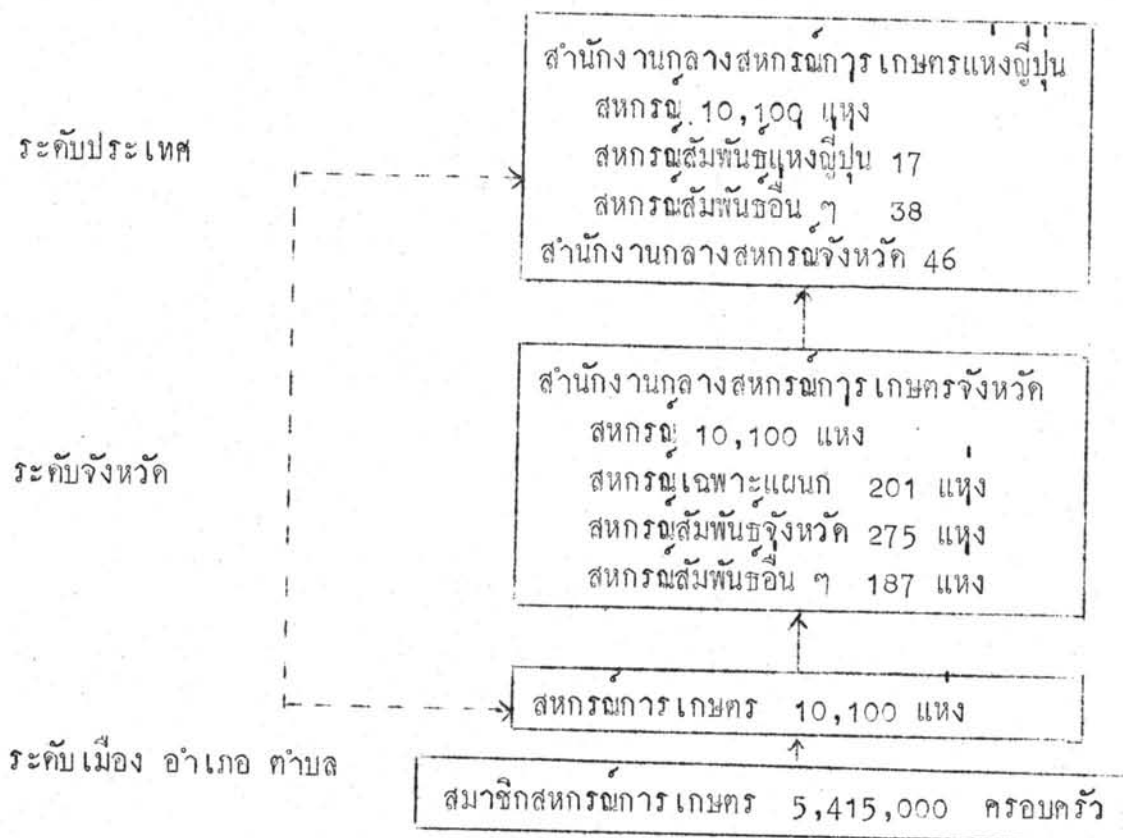 สำนักงานกลางสหกรณ์การเกษตรแห่งญี่ปุ่น
สหกรณ์ 10,100 แห่ง
ระดับประเทศ
สหกรณ์สัมพันธ์แห่งญี่ปุ่น 17
สหกรณ์สัมพันธ์อื่น ๆ 38
สำนักงานกลางสหกรณ์จังหวัด 46
สำนักงานกลางสหกรณ์การเกษตรจังหวัด
สหกรณ์ 10,100 แห่ง
ระดับจังหวัด
สหกรณ์เฉพาะแผนก 201 แห่ง
สหกรณ์สัมพันธ์จังหวัด 275 แห่ง
สหกรณ์สัมพันธ์อื่น ๆ 187 แห่ง
สหกรณ์การเกษตร 10,100 แห่ง
ระดับเมือง อำเภอ ตำบล
สมาชิกสหกรณ์การเกษตร 5,415,000 ครอบครัว